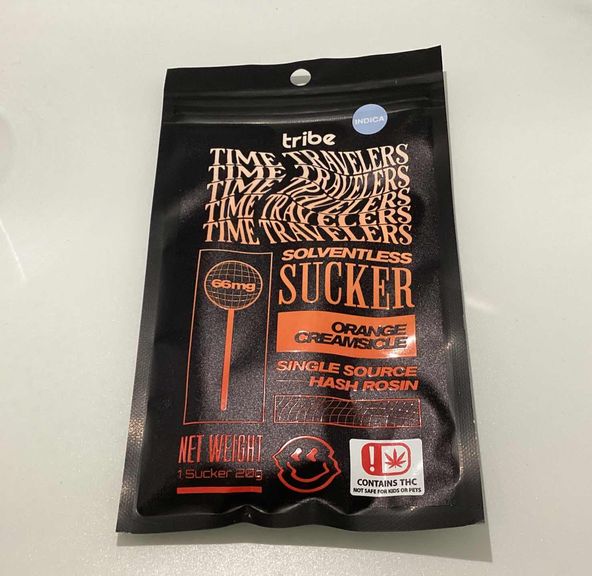 INDICA
tribe
TIME TRAVELERS
TIME TRAVELERS
TIME TRAVELERS
TIME TRAVELERS
TIME TRAVELERS
SOLVENTLESS
SUCKER
66mg
ORANGE
CREAMSICLE
SINGLE SOURCE
HASH ROSIN
NET WEIGHT
1 Sucker 20g
!
CONTAINS THC
NOT SAFE FOR KIDS OR PETS